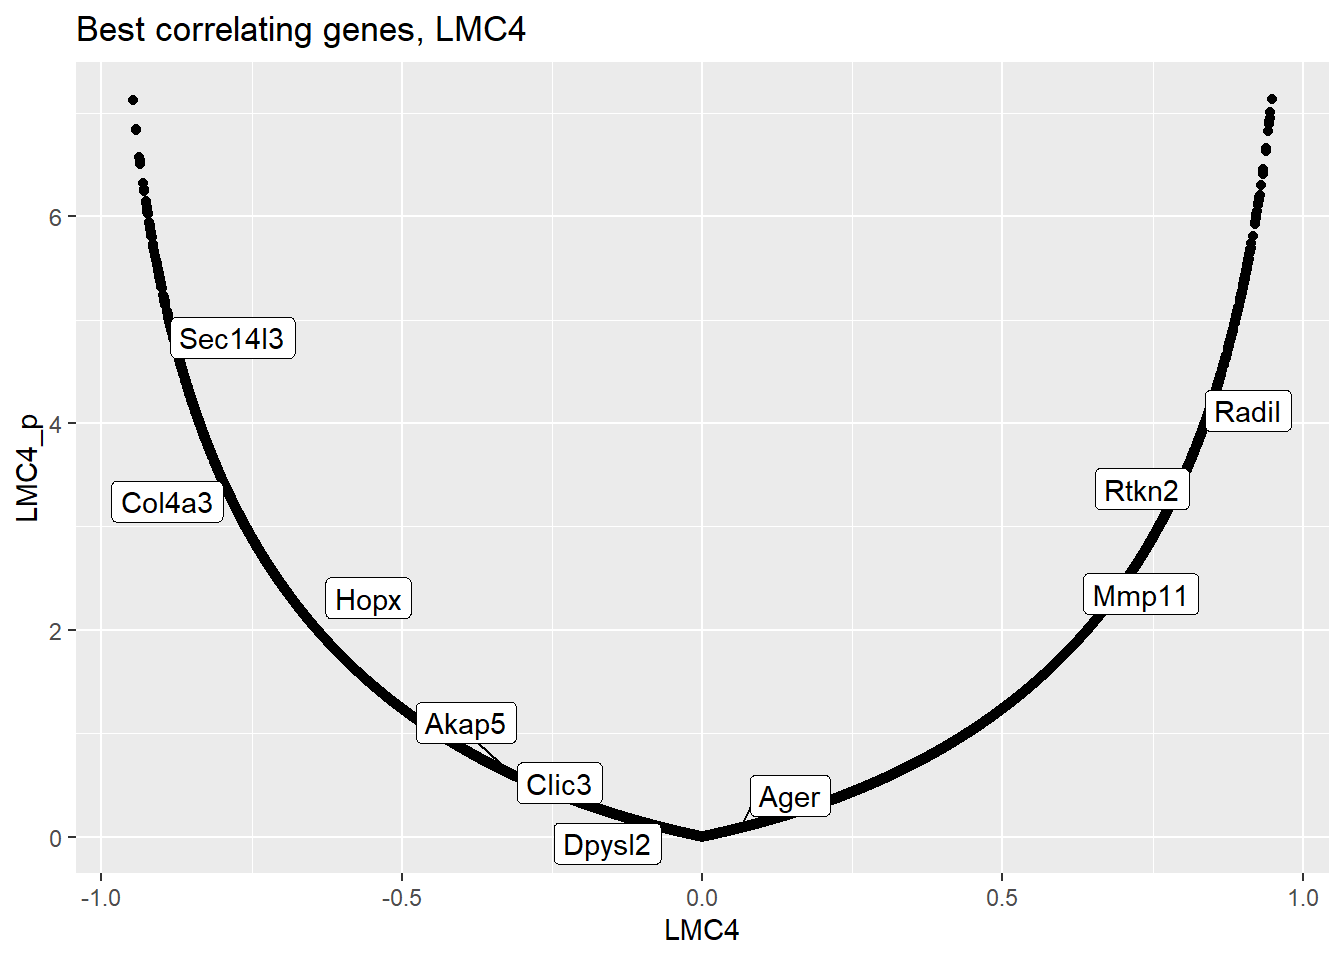 Best correlating genes, LMC4
6
4
2
0
LMC4_p
Sec14l3
Radil
Rtkn2
Col4a3
Mmp11
Hopx
Akap5
Clic3
Ager
Dpysl2
-1.0 -0.5 0.0 0.5 1.0
LMC4